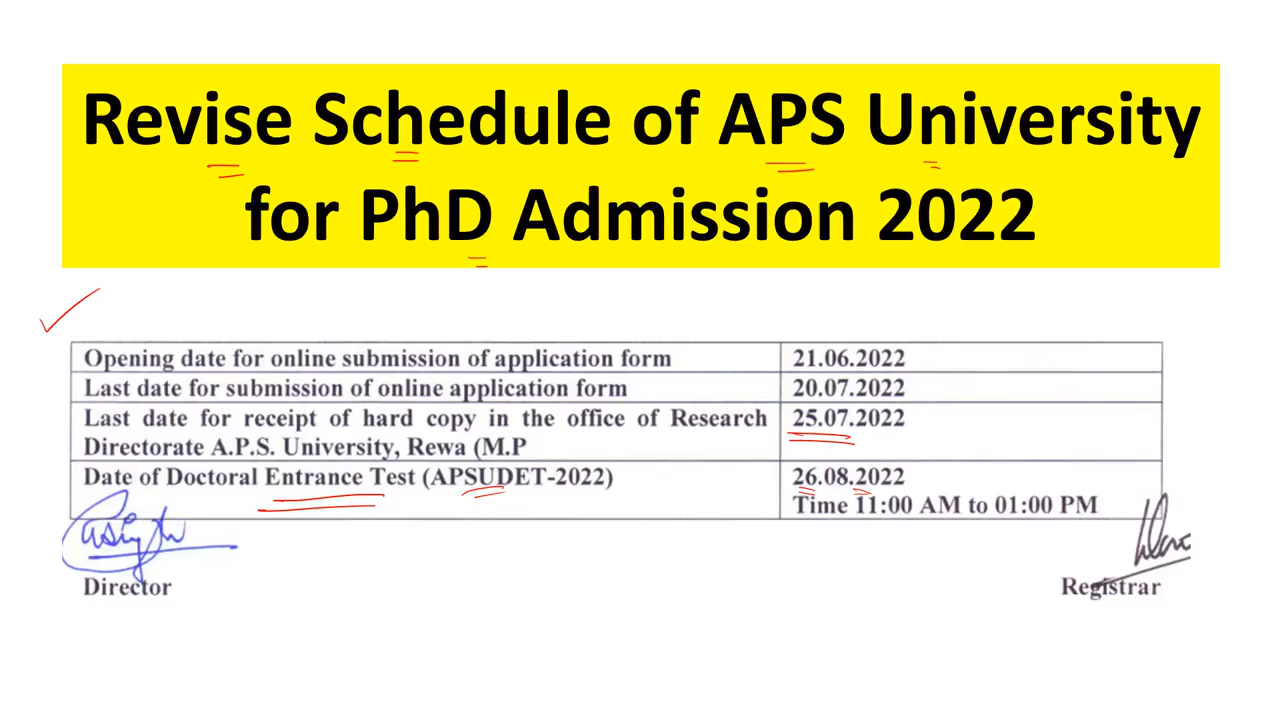 Revise Schedule of APS University
for PhD Admission 2022
Opening date for online submission of application form 21.06.2022
Last date for submission of online application form 20.07.2022
Last date for receipt of hard copy in the office of Research 25.07.2022
Directorate A.P.S. University, Rewa (M.P
Date of Doctoral Entrance Test (APSUDET-2022) 26.08.2022
Time 11:00 AM to 01:00 PM
Director Registrar